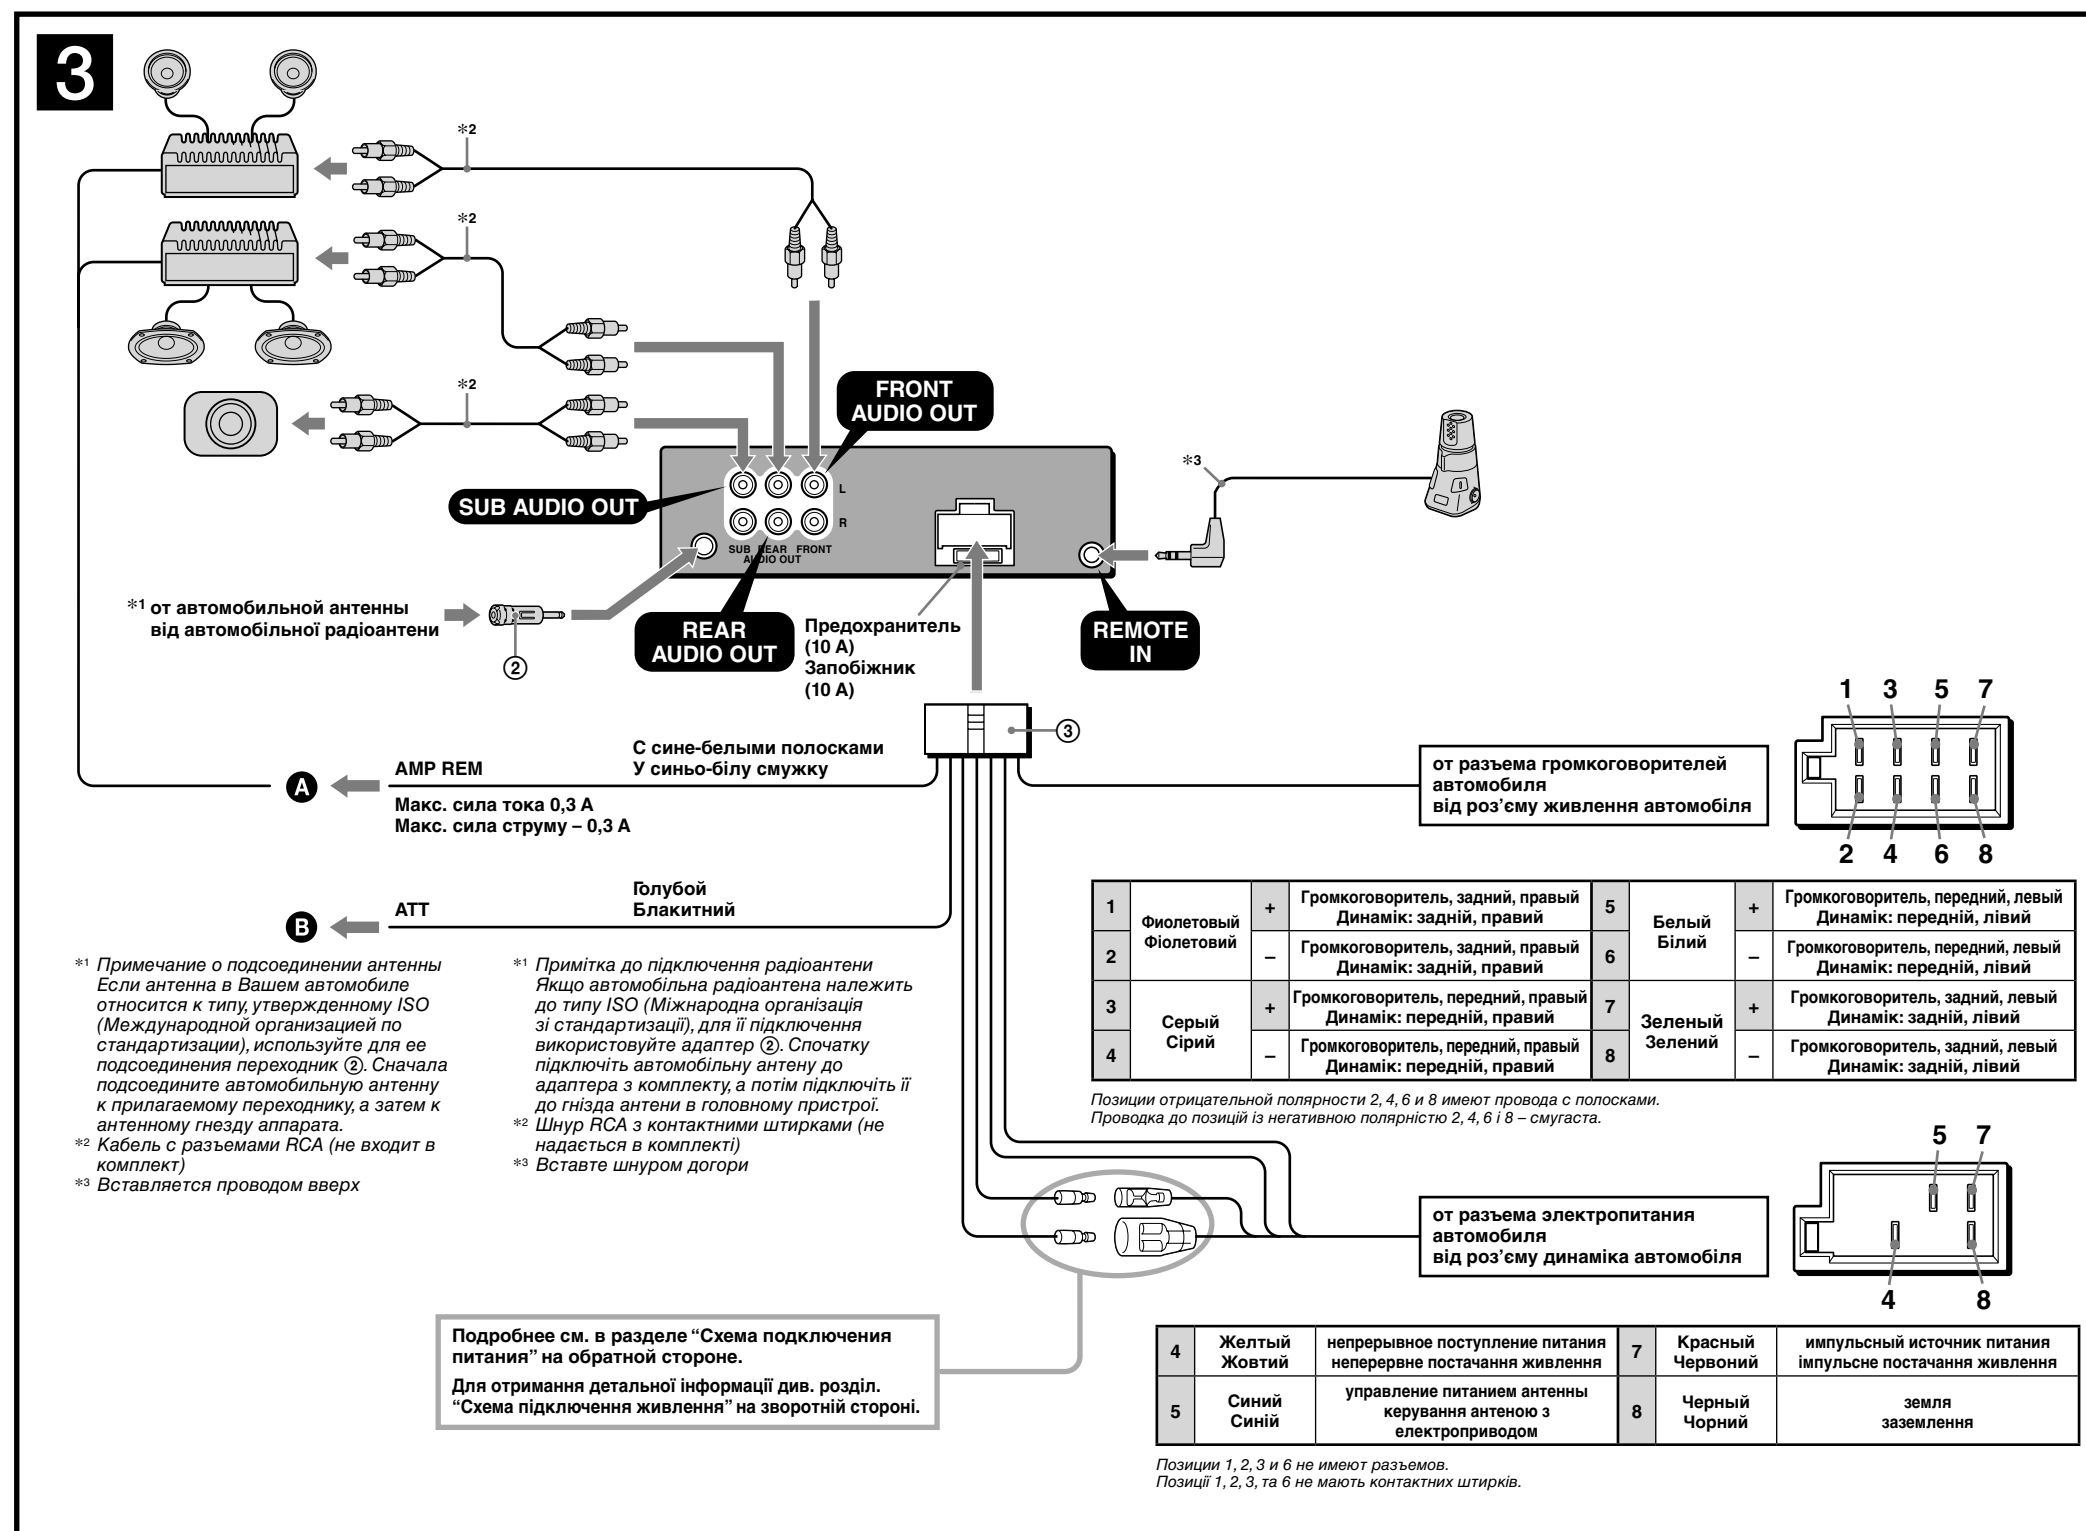 3
*2
*2
*2
FRONT
AUDIO OUT
*3
SUB AUDIO OUT
L
R
SUB REAR FRONT
AUDIO OUT
*1 от автомобильной антенны
від автомобільної радіоантени
②
REAR
AUDIO OUT
Предохранитель
(10 A)
Запобіжник
(10 A)
REMOTE
IN
③
1 3 5 7
2 4 6 8
от разъема громкоговорителей
автомобиля
від роз’єму живлення автомобіля
A
AMP REM
С сине-белыми полосками
У синьо-білу смужку
Макс. сила тока 0,3 А
Макс. сила струму – 0,3 А
B
ATT
Голубой
Блакитний
1 Фиолетовый + Громкоговоритель, задний, правый 5 Белый + Громкоговоритель, передний, левый
Фіолетовий Динамік: задній, правий Білий Динамік: передній, лівий
2 – Громкоговоритель, задний, правый 6 – Громкоговоритель, передний, левый
Динамік: задній, правий Динамік: передній, лівий
3 Серый + Громкоговоритель, передний, правый 7 Зеленый + Громкоговоритель, задний, левый
Сірий Динамік: передній, правий Зелений Динамік: задній, лівий
4 – Громкоговоритель, передний, правый 8 – Громкоговоритель, задний, левый
Динамік: передній, правий Динамік: задній, лівий
Позиции отрицательной полярности 2, 4, 6 и 8 имеют провода с полосками.
Проводка до позицій із негативною полярністю 2, 4, 6 і 8 – смугаста.
*1 Примечание о подсоединении антенны
Если антенна в Вашем автомобиле
относится к типу, утвержденному ISO
(Международной организацией по
стандартизации), используйте для ее
подсоединения переходник ②. Сначала
подсоедините автомобильную антенну
к прилагаемому переходнику, а затем к
антенному гнезду аппарата.
*2 Кабель с разъемами RCA (не входит в
комплект)
*3 Вставляется проводом вверх
*1 Примітка до підключення радіоантени
Якщо автомобільна радіоантена належить
до типу ISO (Міжнародна організація
зі стандартизації), для її підключення
використовуйте адаптер ②. Спочатку
підключіть автомобільну антену до
адаптера з комплекту, а потім підключіть її
до гнізда антени в головному пристрої.
*2 Шнур RCA з контактними штирками (не
надається в комплекті)
*3 Вставте шнуром догори
5 7
4 8
от разъема электропитания
автомобиля
від роз’єму динаміка автомобіля
Подробнее см. в разделе “Схема подключения
питания” на обратной стороне.
Для отримання детальної інформації див. розділ.
“Схема підключення живлення” на зворотній стороні.
4 Желтый непрерывное поступление питания 7 Красный импульсный источник питания
Жовтий неперервне постачання живлення Червоний імпульсне постачання живлення
5 Синий управление питанием антенны 8 Черный земля
Синій керування антеною з Чорний заземлення
електроприводом
Позиции 1, 2, 3 и 6 не имеют разъемов.
Позиції 1, 2, 3, та 6 не мають контактних штирків.